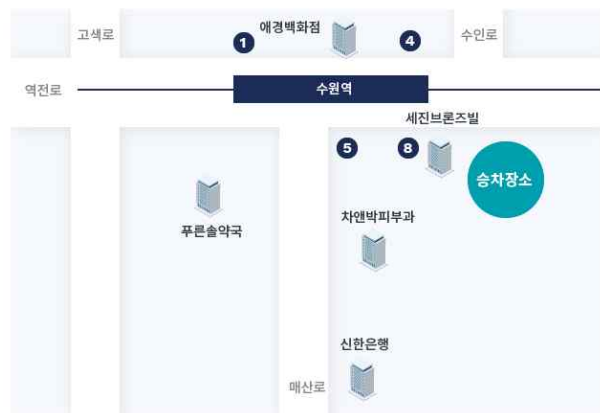 고색로
1
애경백화점
4
수인로
역전로
수원역
세진브론즈빌
5
8
승차장소
푸른솔약국
차앤박피부과
신한은행
매산로